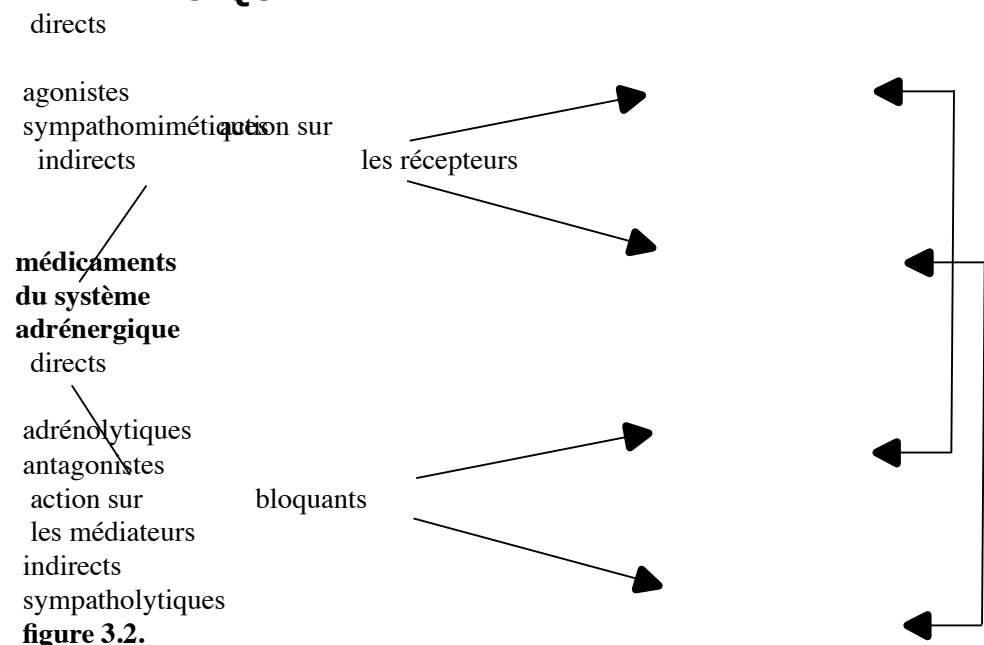 directs
agonistes
sympathomimétiques action sur
indirects les récepteurs
médicaments
du système
adrénergique
directs
adrénolytiques
antagonistes
action sur bloquants
les médiateurs
indirects
sympatholytiques
figure 3.2.